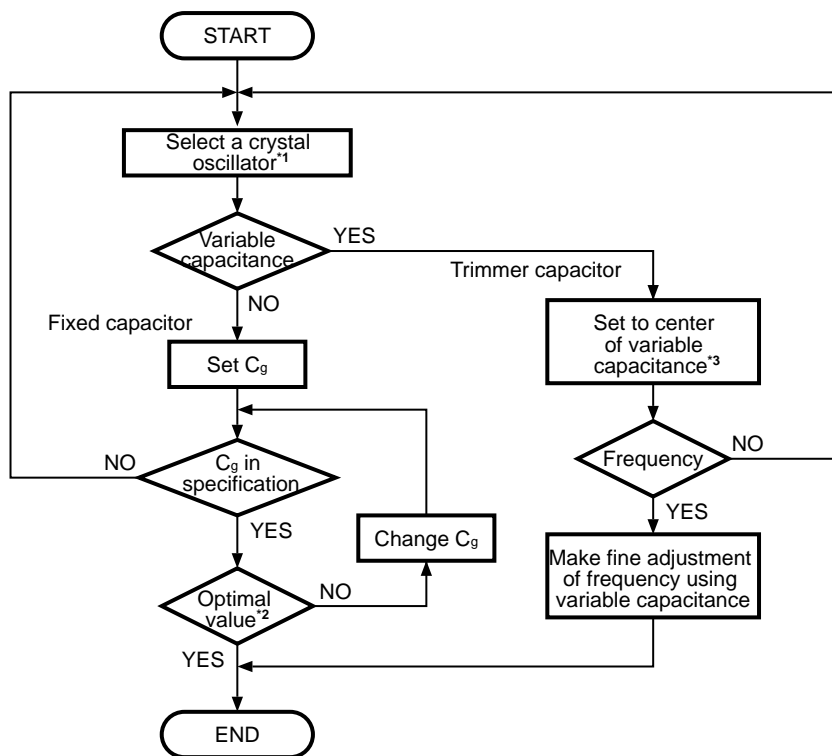 START
Select a crystal
oscillator*1
Variable
capacitance
YES
Trimmer capacitor
NO
Fixed capacitor
Set Cg
Set to center
of variable
capacitance*3
Cg in
specification
NO
YES
Change Cg
Frequency
NO
YES
Optimal
value*2
NO
YES
Make fine adjustment
of frequency using
variable capacitance
END